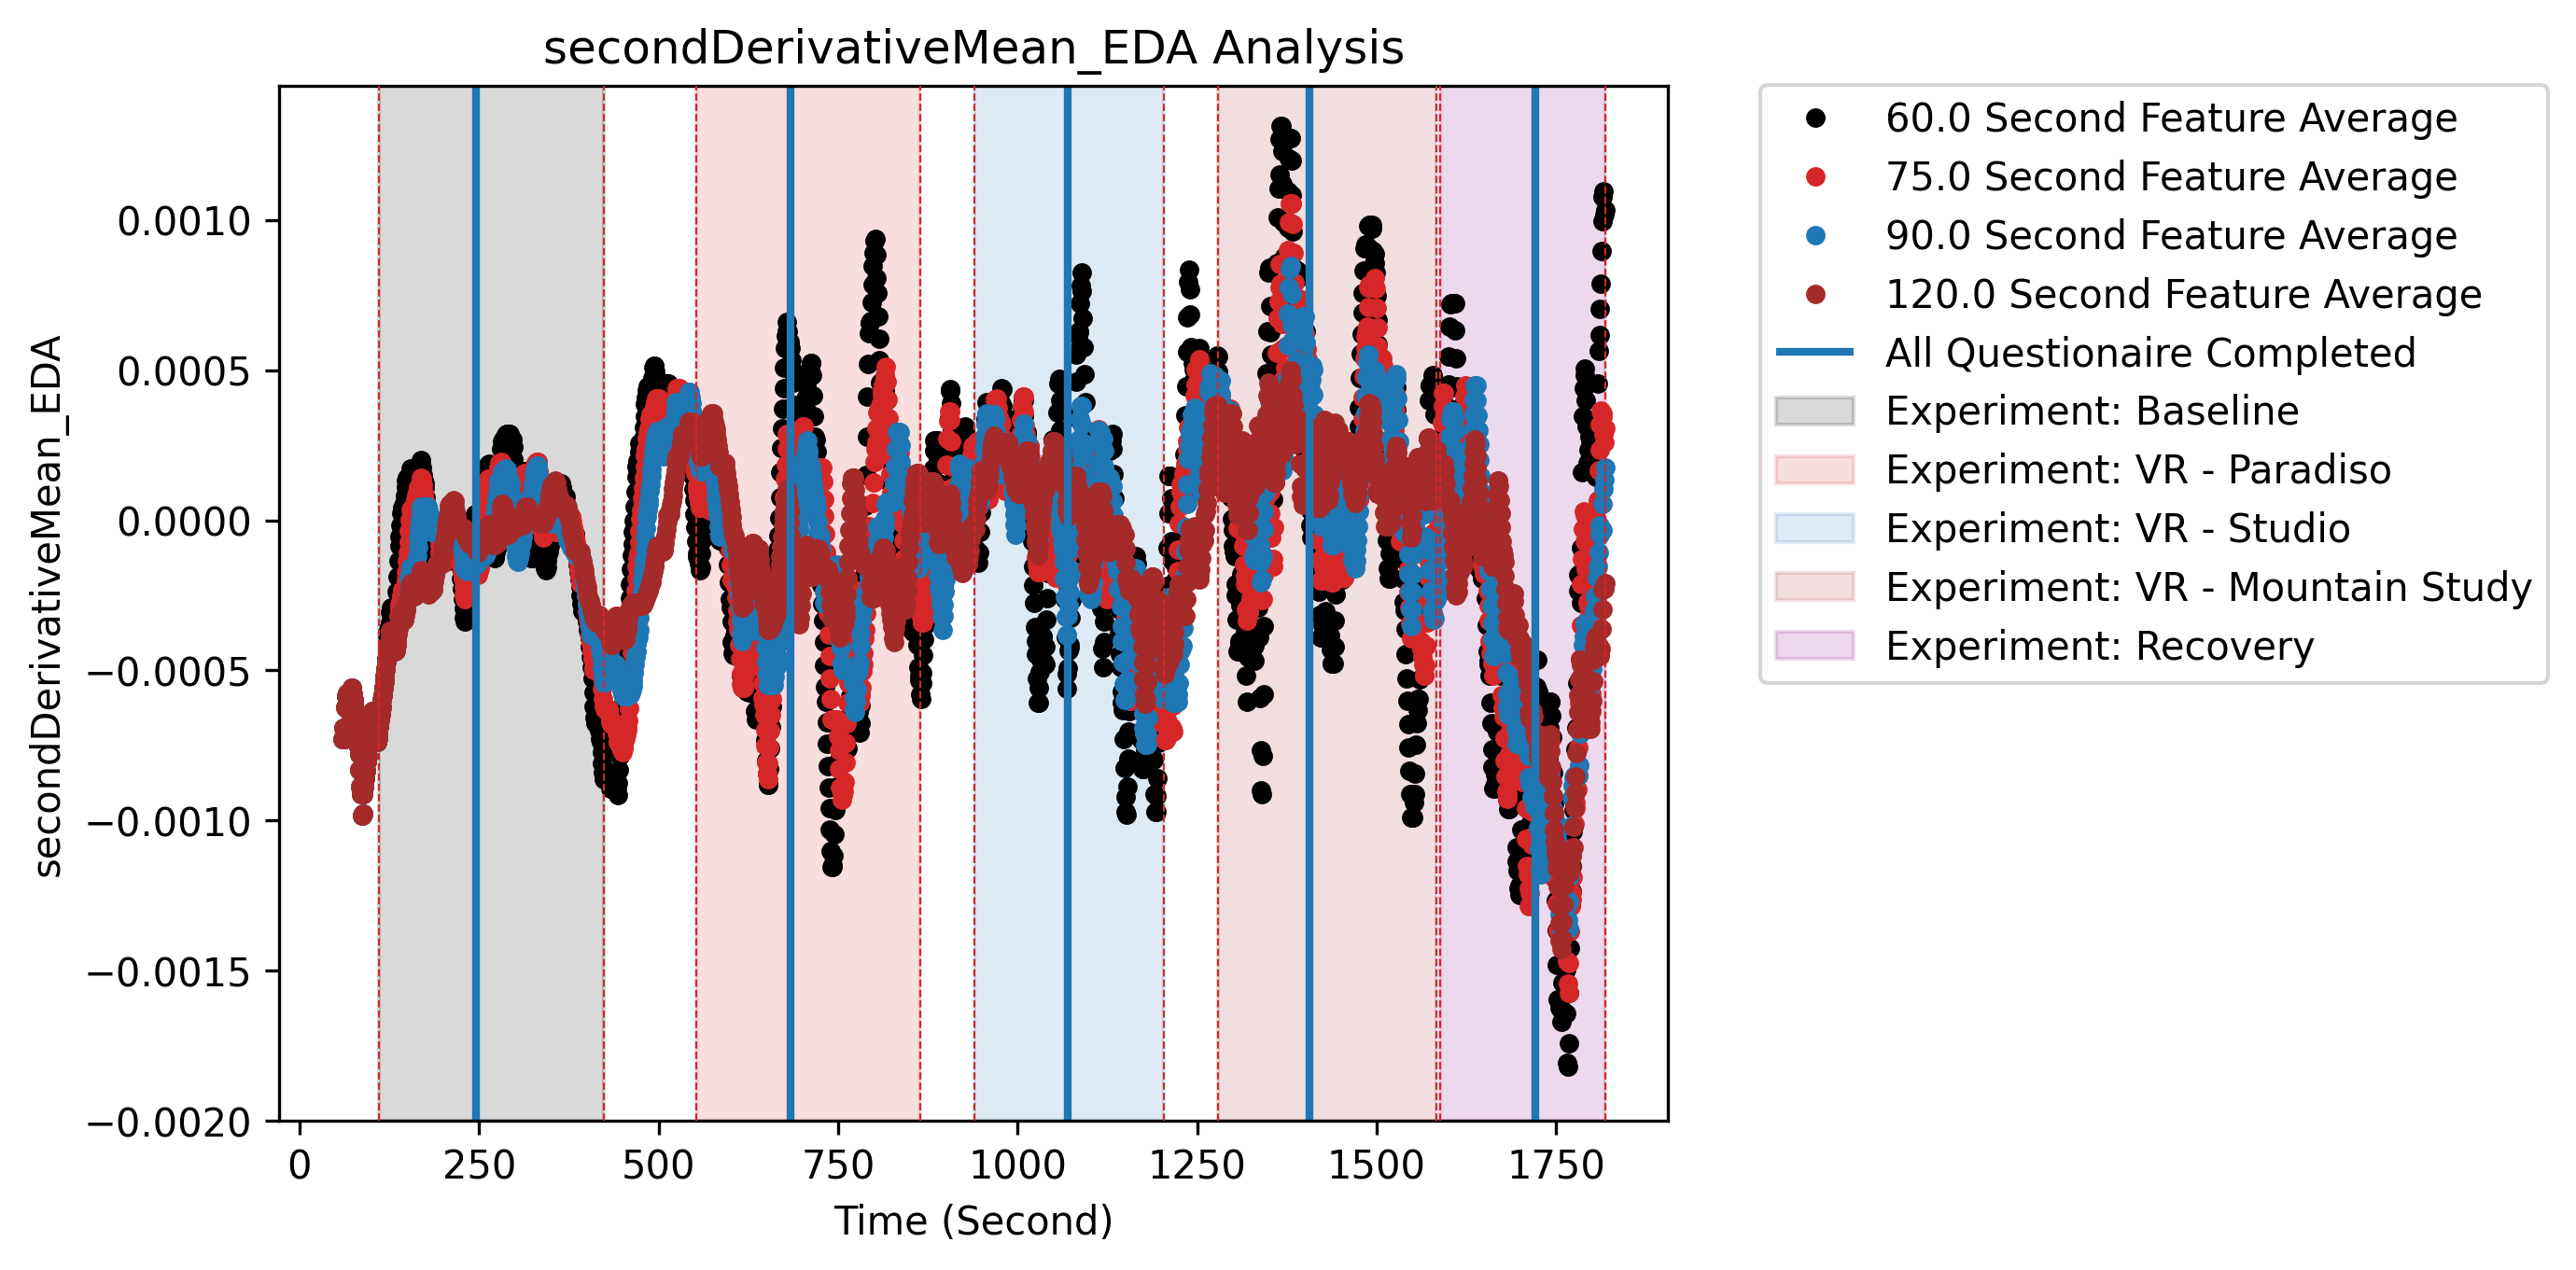 secondDerivativeMean_EDA Analysis
secondDerivativeMean_EDA
0.0010
0.0005
0.0000
−0.0005
−0.0010
−0.0015
−0.0020
0
250
500
750
1000
1250
1500
1750
Time (Second)
60.0 Second Feature Average
75.0 Second Feature Average
90.0 Second Feature Average
120.0 Second Feature Average
All Questionaire Completed
Experiment: Baseline
Experiment: VR - Paradiso
Experiment: VR - Studio
Experiment: VR - Mountain Study
Experiment: Recovery